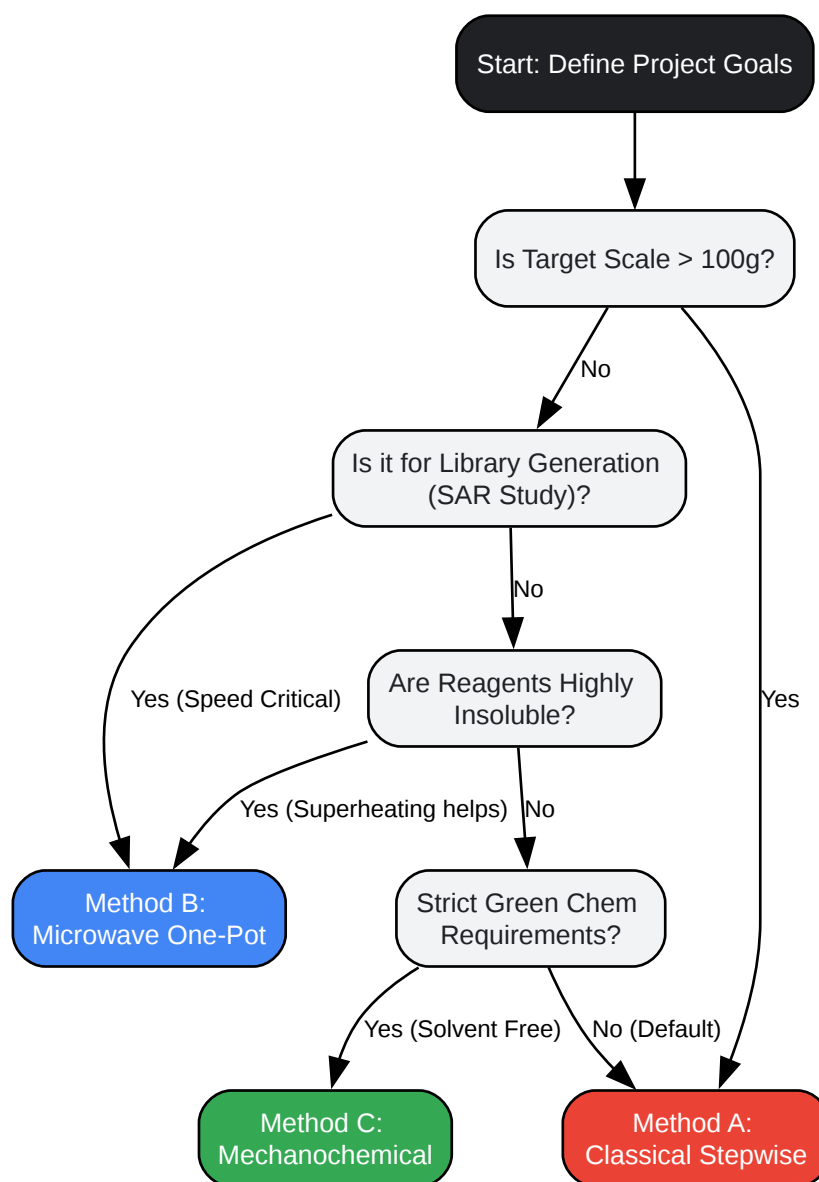 Start: Define Project Goals
Is Target Scale > 100g?
No
Is it for Library Generation
(SAR Study)?
No
Yes (Speed Critical)
Are Reagents Highly
Insoluble?
Yes
Yes (Superheating helps)
No
Method B:
Microwave One-Pot
Strict Green Chem
Requirements?
Yes (Solvent Free)
No (Default)
Method C:
Mechanochemical
Method A:
Classical Stepwise